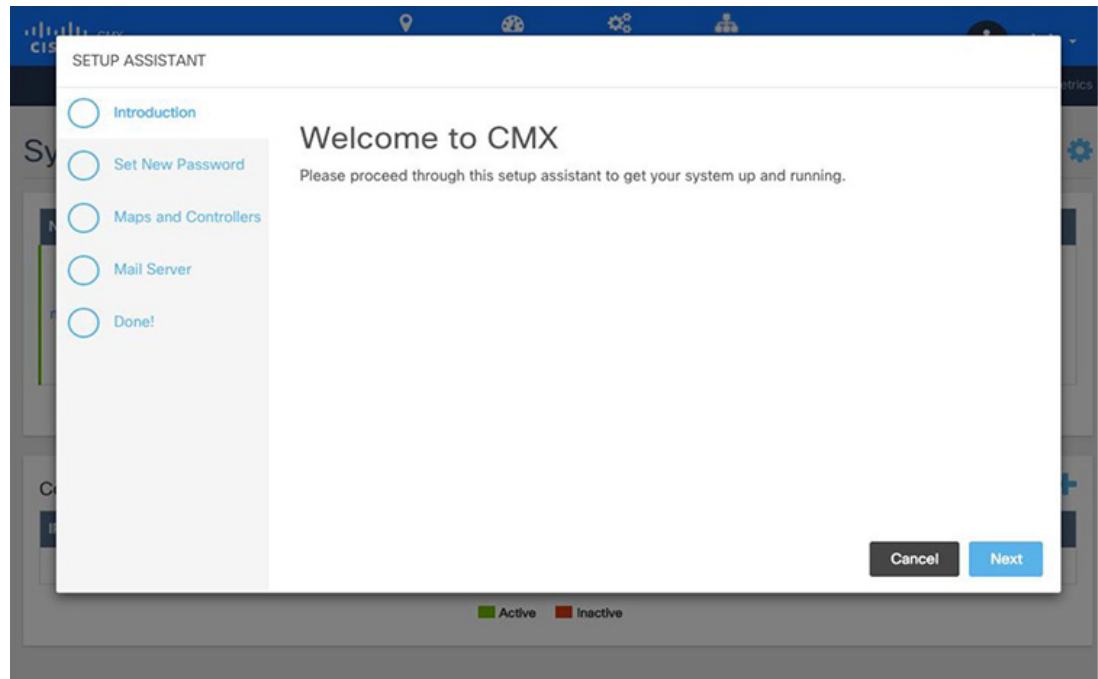 SETUP ASSISTANT
Introduction
Set New Password
Maps and Controllers
Mail Server
Done!
Welcome to CMX
Please proceed through this setup assistant to get your system up and running.
Cancel
Next
Active
Inactive